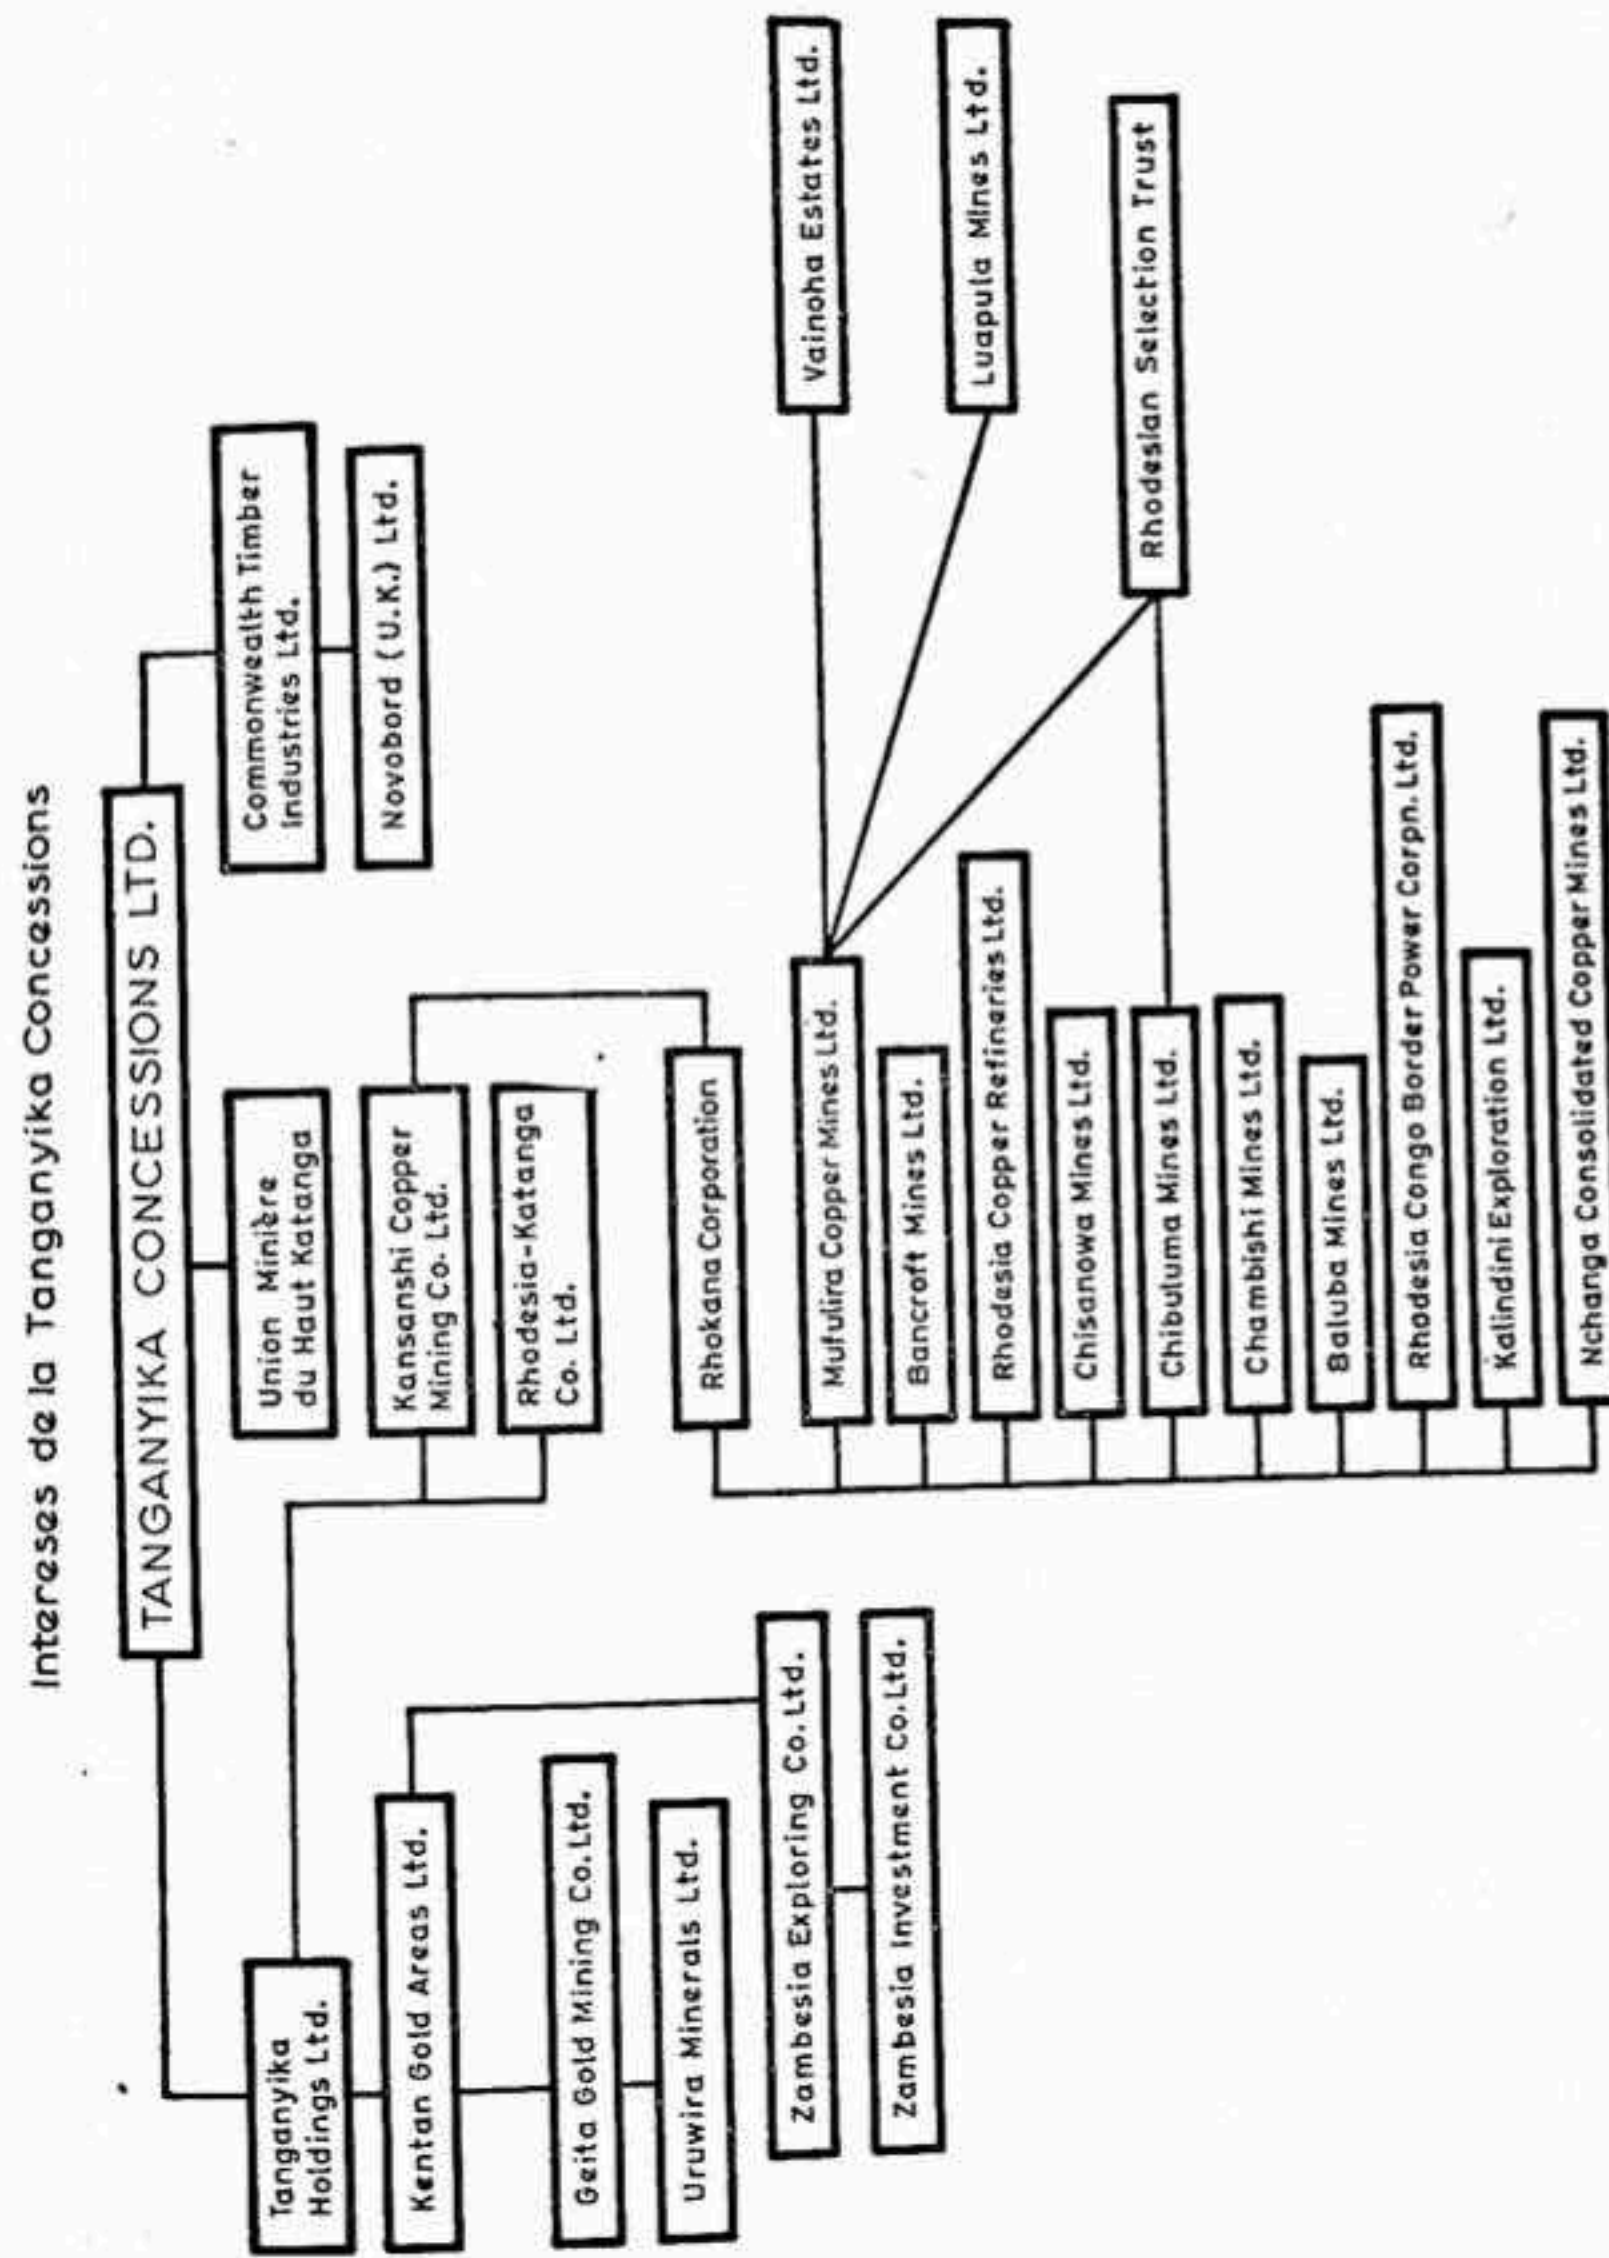 Intereses de la Tanganyika Concessions
TANGANYIKA CONCESSIONS LTD.
Tanganyika
Holdings Ltd.
Kentan Gold Areas Ltd.
Geita Gold Mining Co. Ltd.
Uruwira Minerals Ltd.
Zambesia Exploring Co. Ltd.
Zambesia Investment Co. Ltd.
Union Minière
du Haut Katanga
Kansanshi Copper
Mining Co. Ltd.
Rhodesia-Katanga
Co. Ltd.
Rhokana Corporation
Mufulira Copper Mines Ltd.
Bancroft Mines Ltd.
Rhodesia Copper Refineries Ltd.
Chisanowa Mines Ltd.
Chibuluma Mines Ltd.
Chambishi Mines Ltd.
Baluba Mines Ltd.
Rhodesia Congo Border Power Corpn. Ltd.
Kalindini Exploration Ltd.
Nchanga Consolidated Copper Mines Ltd.
Commonwealth Timber
Industries Ltd.
Novobord (U.K.) Ltd.
Vainoha Estates Ltd.
Luapula Mines Ltd.
Rhodesian Selection Trust